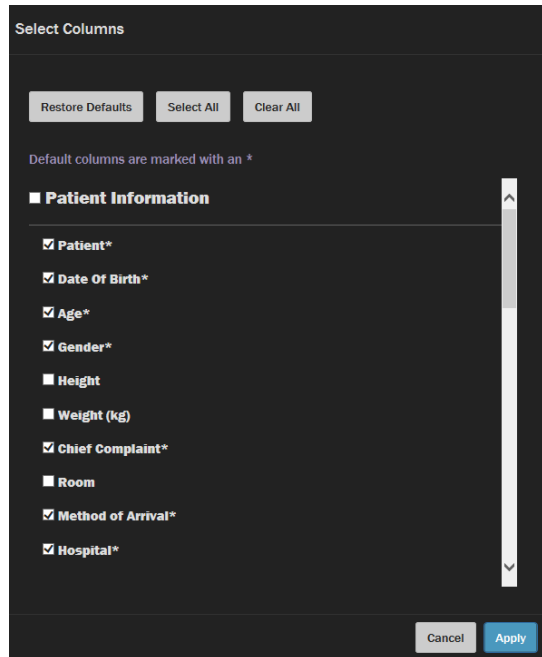 Select Columns
Restore Defaults Select All Clear All
Default columns are marked with an *
Patient Information
Patient*
Date Of Birth*
Age*
Gender*
Height
Weight (kg)
Chief Complaint*
Room
Method of Arrival*
Hospital*
Cancel Apply